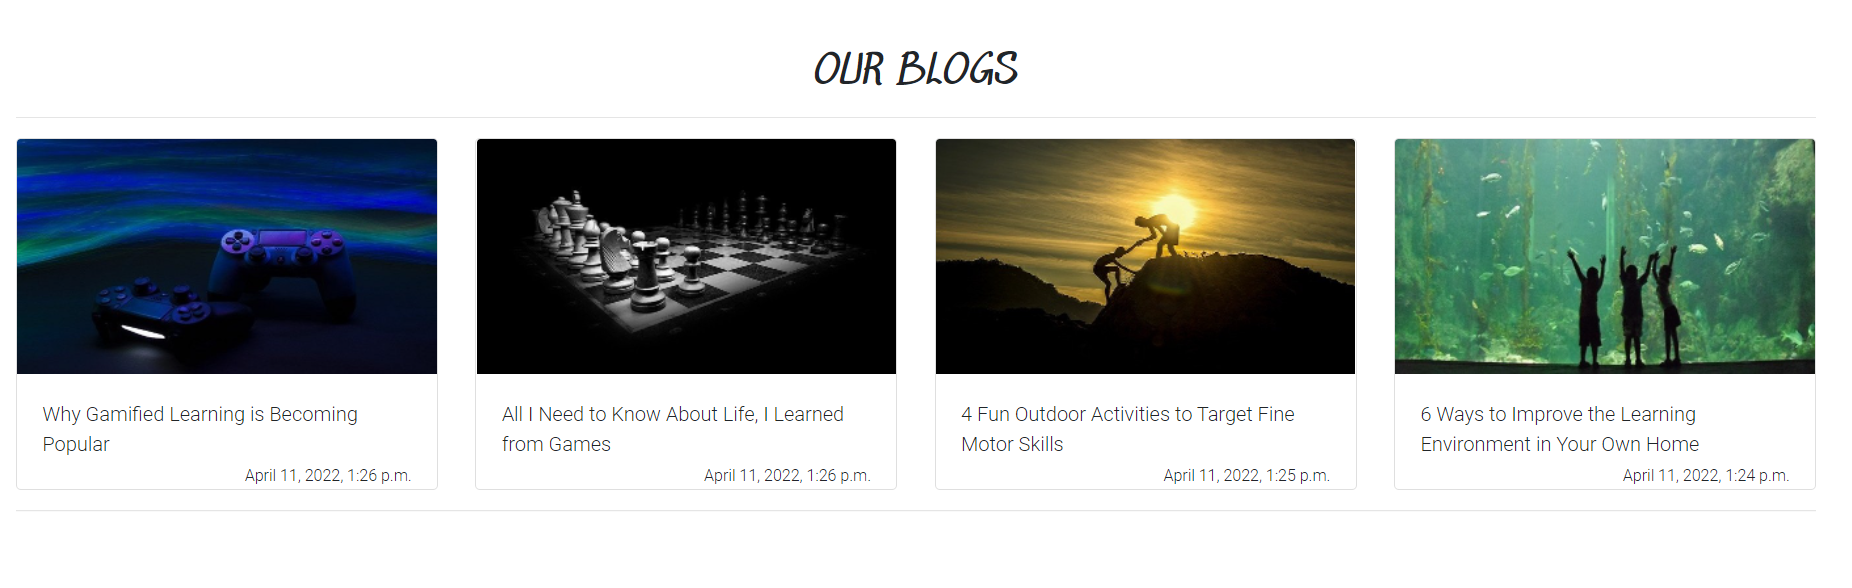 OUR BLOGS
Why Gamified Learning is Becoming
Popular
April 11, 2022, 1:26 p.m.
All I Need to Know About Life, I Learned
from Games
April 11, 2022, 1:26 p.m.
4 Fun Outdoor Activities to Target Fine
Motor Skills
April 11, 2022, 1:25 p.m.
6 Ways to Improve the Learning
Environment in Your Own Home
April 11, 2022, 1:24 p.m.